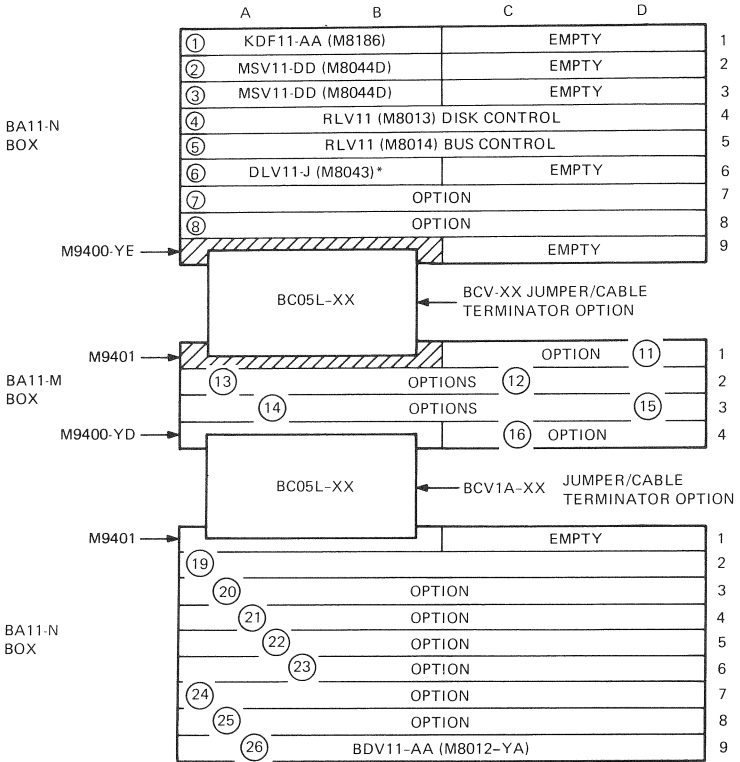 A B C D
① KDF11-AA (M8186) EMPTY 1
② MSV11-DD (M8044D) EMPTY 2
③ MSV11-DD (M8044D) EMPTY 3
BA11-N
BOX
④ RLV11 (M8013) DISK CONTROL 4
⑤ RLV11 (M8014) BUS CONTROL 5
⑥ DLV11-J (M8043)* EMPTY 6
⑦ OPTION 7
⑧ OPTION 8
M9400-YE EMPTY 9
BC05L-XX
BCV-XX JUMPER/CABLE
TERMINATOR OPTION
M9401 OPTION ⑪ 1
BA11-M
BOX
⑬ OPTIONS ⑫ 2
⑭ OPTIONS ⑮ 3
M9400-YD ⑯ OPTION 4
BC05L-XX
BCV1A-XX JUMPER/CABLE
TERMINATOR OPTION
M9401 EMPTY 1
⑲ 2
⑳ OPTION 3
㉑ OPTION 4
BA11-N
BOX
㉒ OPTION 5
㉓ OPTION 6
㉔ OPTION 7
㉕ OPTION 8
㉖ BDV11-AA (M8012-YA) 9